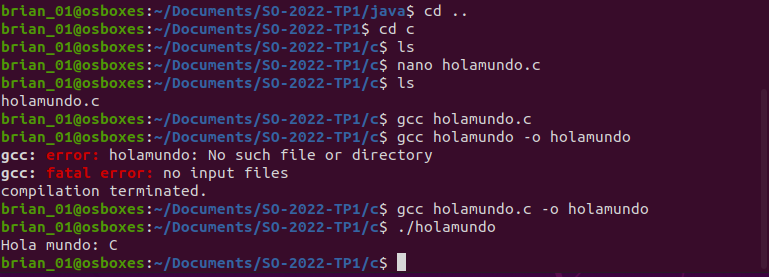 brian_01@osboxes:~/Documents/SO-2022-TP1/java$ cd ..
brian_01@osboxes:~/Documents/SO-2022-TP1$ cd c
brian_01@osboxes:~/Documents/SO-2022-TP1/c$ ls
brian_01@osboxes:~/Documents/SO-2022-TP1/c$ nano holamundo.c
brian_01@osboxes:~/Documents/SO-2022-TP1/c$ ls
holamundo.c
brian_01@osboxes:~/Documents/SO-2022-TP1/c$ gcc holamundo.c
brian_01@osboxes:~/Documents/SO-2022-TP1/c$ gcc holamundo -o holamundo
gcc: error: holamundo: No such file or directory
gcc: fatal error: no input files
compilation terminated.
brian_01@osboxes:~/Documents/SO-2022-TP1/c$ gcc holamundo.c -o holamundo
brian_01@osboxes:~/Documents/SO-2022-TP1/c$ ./holamundo
Hola mundo: C
brian_01@osboxes:~/Documents/SO-2022-TP1/c$